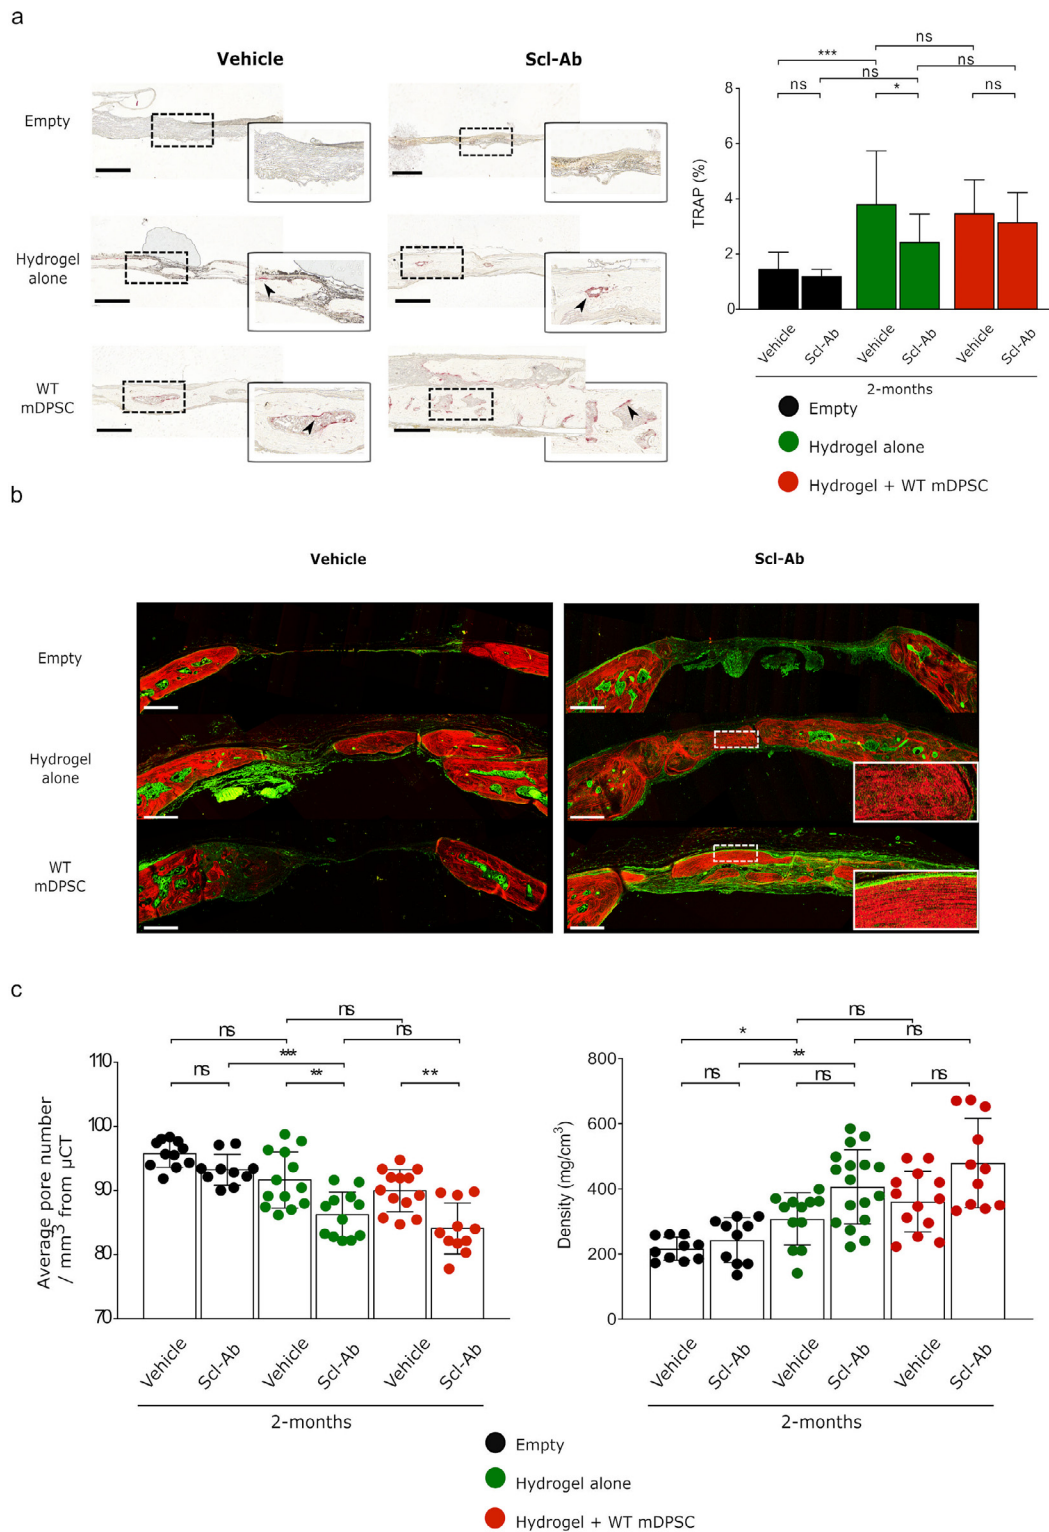 a
Vehicle
Scl-Ab
Empty
Hydrogel
alone
WT
mDPSC
ns
***
ns
ns
ns
*
ns
TRAP (%)
8
6
4
2
0
Vehicle
Scl-Ab
Vehicle
Scl-Ab
Vehicle
Scl-Ab
2-months
Empty
Hydrogel alone
Hydrogel + WT mDPSC
b
Vehicle
Scl-Ab
Empty
Hydrogel
alone
WT
mDPSC
c
ns
ns
ns
***
ns
**
**
Average pore number
/ mm3 from µCT
110
100
90
80
70
Vehicle
Scl-Ab
Vehicle
Scl-Ab
Vehicle
Scl-Ab
2-months
ns
*
ns
**
ns
ns
ns
Density (mg/cm3)
800
600
400
200
0
Vehicle
Scl-Ab
Vehicle
Scl-Ab
Vehicle
Scl-Ab
2-months
Empty
Hydrogel alone
Hydrogel + WT mDPSC